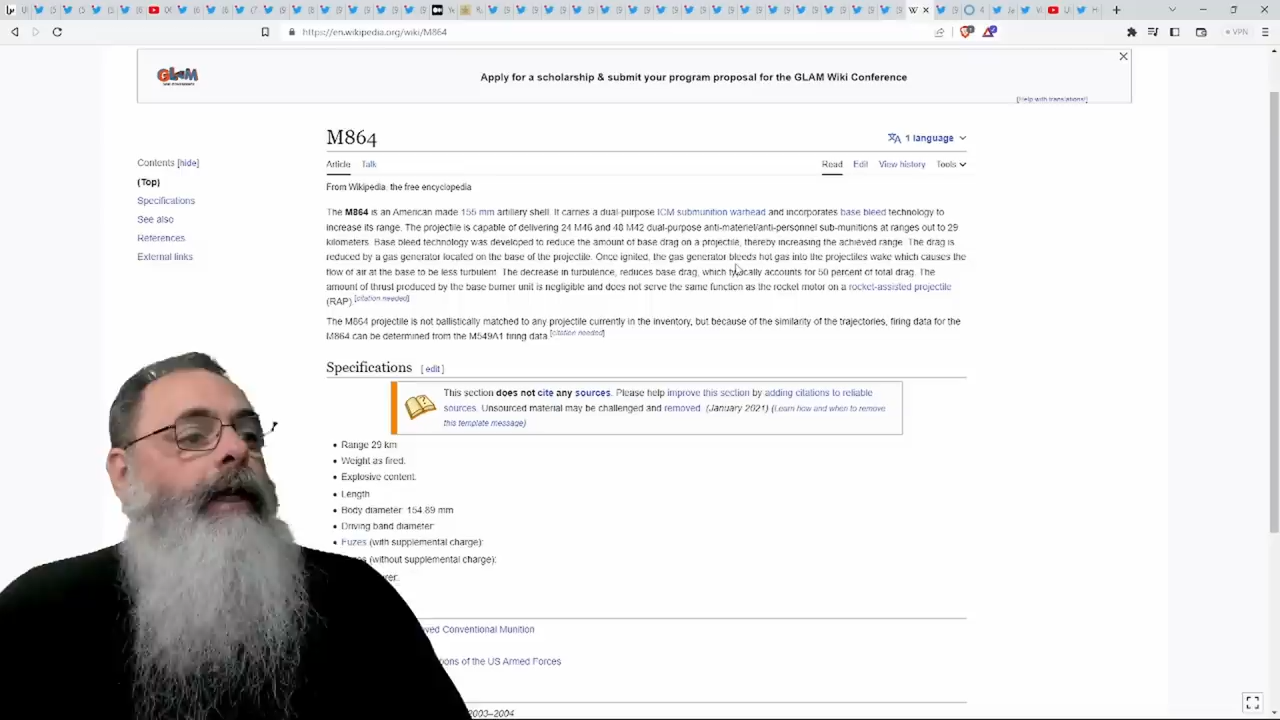 https://en.wikipedia.org/wiki/M864
VPN
GLAM
Apply for a scholarship & submit your program proposal for the GLAM Wiki Conference
[Help with translations!]
M864
1 language
Contents [hide]
Article Talk
Read Edit View history Tools
(Top)
From Wikipedia, the free encyclopedia
Specifications
See also
References
External links
The M864 is an American made 155 mm artillery shell. It carries a dual-purpose ICM submunition warhead and incorporates base bleed technology to
increase its range. The projectile is capable of delivering 24 M46 and 48 M42 dual-purpose anti-materiel/anti-personnel sub-munitions at ranges out to 29
kilometers. Base bleed technology was developed to reduce the amount of base drag on a projectile, thereby increasing the achieved range. The drag is
reduced by a gas generator located on the base of the projectile. Once ignited, the gas generator bleeds hot gas into the projectiles wake which causes the
flow of air at the base to be less turbulent. The decrease in turbulence, reduces base drag, which typically accounts for 50 percent of total drag. The
amount of thrust produced by the base burner unit is negligible and does not serve the same function as the rocket motor on a rocket-assisted projectile
(RAP).[citation needed]
The M864 projectile is not ballistically matched to any projectile currently in the inventory, but because of the similarity of the trajectories, firing data for the
M864 can be determined from the M549A1 firing data.[citation needed]
Specifications [edit]
This section does not cite any sources. Please help improve this section by adding citations to reliable
sources. Unsourced material may be challenged and removed. (January 2021) (Learn how and when to remove
this template message)
• Range 29 km
• Weight as fired:
• Explosive content:
• Length
• Body diameter: 154.89 mm
• Driving band diameter:
• Fuzes (with supplemental charge):
(without supplemental charge):
Conventional Munition
of the US Armed Forces
2003–2004